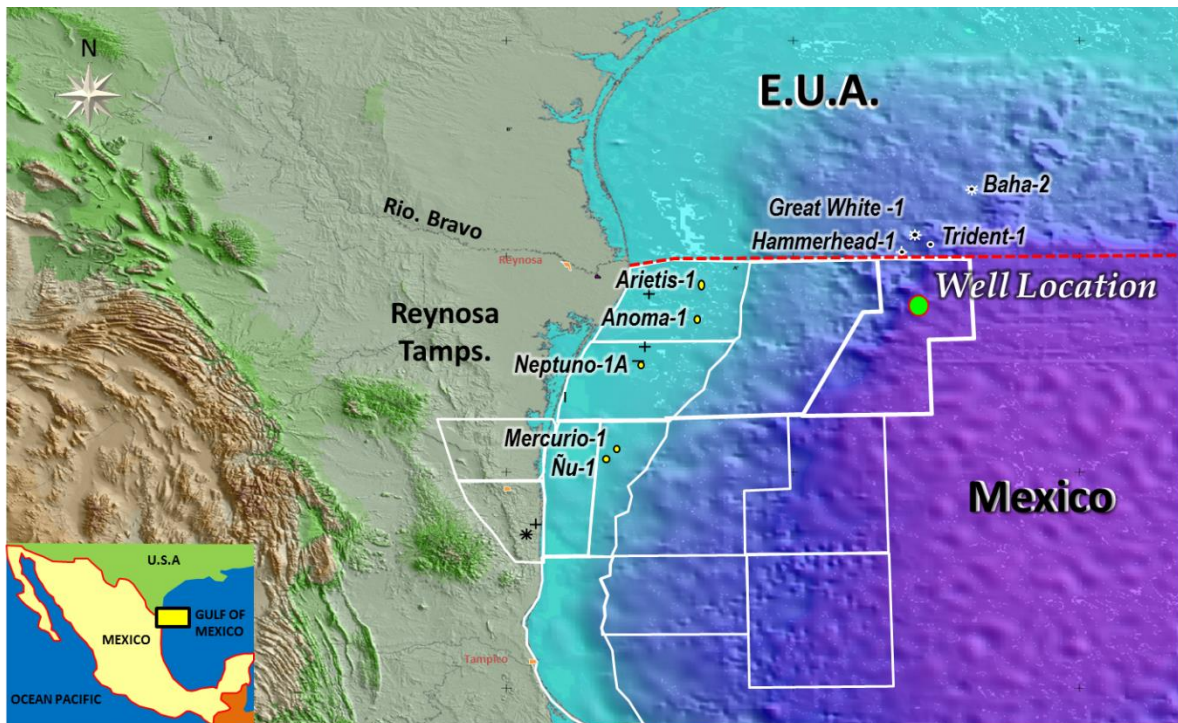 N
E.U.A.
Baha-2
Great White -1
Hammerhead-1
Trident-1
Rio. Bravo
Reynosa
Arietis-1
Well Location
Anoma-1
Reynosa
Tamps.
Neptuno-1A
Mercurio-1
Ñu-1
Mexico
Tampico
U.S.A
GULF OF
MEXICO
MEXICO
OCEAN PACIFIC